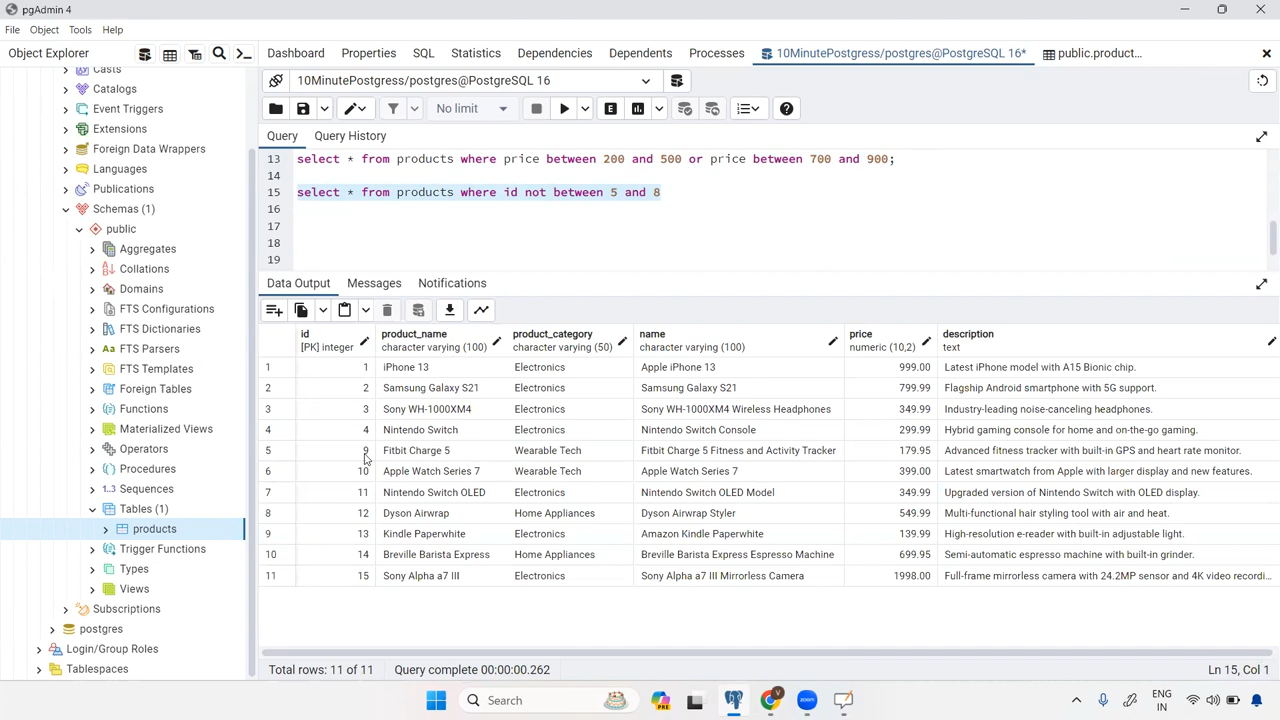 pgAdmin 4
File Object Tools Help
Object Explorer
Dashboard Properties SQL Statistics Dependencies Dependents Processes 10MinutePostgress/postgres@PostgreSQL 16* public.product...
Casts
Catalogs
Event Triggers
Extensions
Foreign Data Wrappers
Languages
Publications
Schemas (1)
public
Aggregates
Collations
Domains
FTS Configurations
FTS Dictionaries
Aa FTS Parsers
FTS Templates
Foreign Tables
Functions
Materialized Views
Operators
Procedures
1..3 Sequences
Tables (1)
products
Trigger Functions
Types
Views
Subscriptions
postgres
Login/Group Roles
Tablespaces
10MinutePostgress/postgres@PostgreSQL 16
No limit
E
Query Query History
13 select * from products where price between 200 and 500 or price between 700 and 900;
14
15 select * from products where id not between 5 and 8
16
17
18
19
Data Output Messages Notifications
id product_name product_category name price description
[PK] integer character varying (100) character varying (50) character varying (100) numeric (10,2) text
1 1 iPhone 13 Electronics Apple iPhone 13 999.00 Latest iPhone model with A15 Bionic chip.
2 2 Samsung Galaxy S21 Electronics Samsung Galaxy S21 799.99 Flagship Android smartphone with 5G support.
3 3 Sony WH-1000XM4 Electronics Sony WH-1000XM4 Wireless Headphones 349.99 Industry-leading noise-canceling headphones.
4 4 Nintendo Switch Electronics Nintendo Switch Console 299.99 Hybrid gaming console for home and on-the-go gaming.
5 9 Fitbit Charge 5 Wearable Tech Fitbit Charge 5 Fitness and Activity Tracker 179.95 Advanced fitness tracker with built-in GPS and heart rate monitor.
6 10 Apple Watch Series 7 Wearable Tech Apple Watch Series 7 399.00 Latest smartwatch from Apple with larger display and new features.
7 11 Nintendo Switch OLED Electronics Nintendo Switch OLED Model 349.99 Upgraded version of Nintendo Switch with OLED display.
8 12 Dyson Airwrap Home Appliances Dyson Airwrap Styler 549.99 Multi-functional hair styling tool with air and heat.
9 13 Kindle Paperwhite Electronics Amazon Kindle Paperwhite 139.99 High-resolution e-reader with built-in adjustable light.
10 14 Breville Barista Express Home Appliances Breville Barista Express Espresso Machine 699.95 Semi-automatic espresso machine with built-in grinder.
11 15 Sony Alpha a7 III Electronics Sony Alpha a7 III Mirrorless Camera 1998.00 Full-frame mirrorless camera with 24.2MP sensor and 4K video recordi...
Total rows: 11 of 11 Query complete 00:00:00.262 Ln 15, Col 1
Search
PRE
V
zoom
ENG
IN